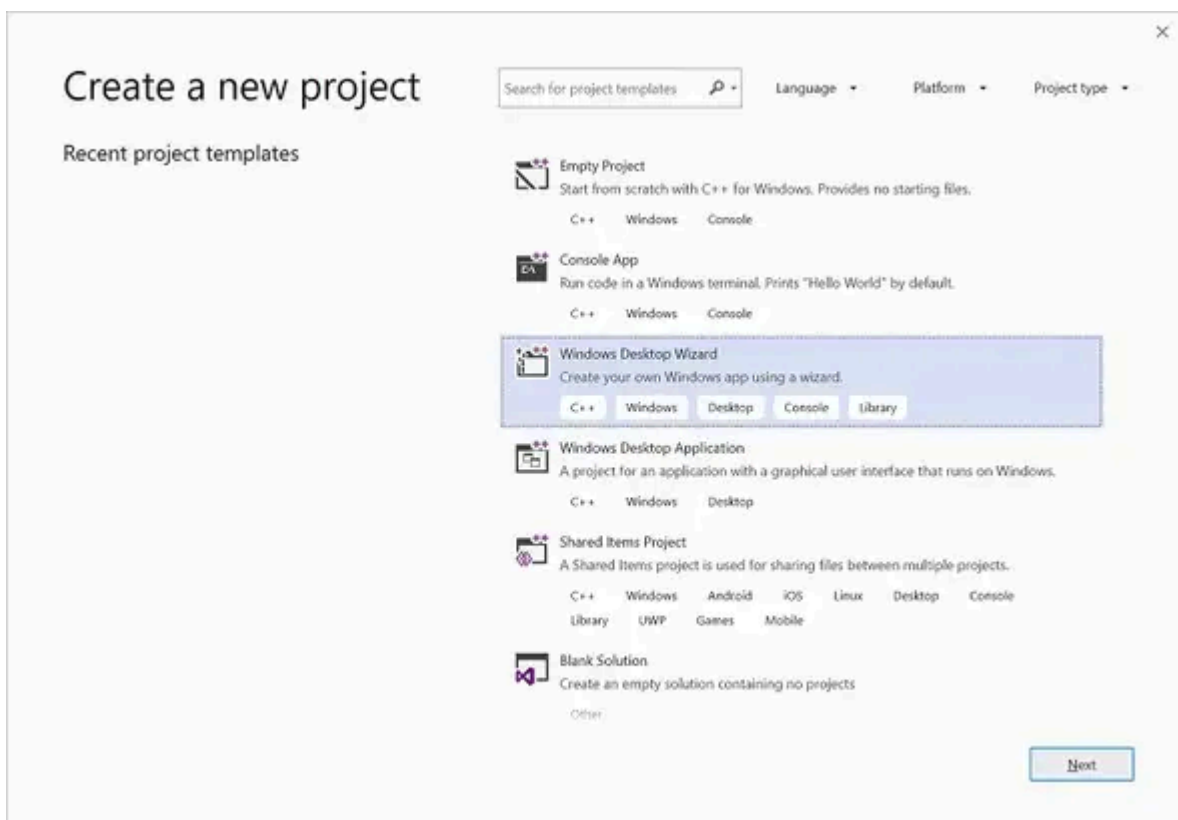 Create a new project
Search for project templates
Language
Platform
Project type
Recent project templates
Empty Project
Start from scratch with C++ for Windows. Provides no starting files.
C++ Windows Console
Console App
Run code in a Windows terminal. Prints "Hello World" by default.
C++ Windows Console
Windows Desktop Wizard
Create your own Windows app using a wizard.
C++ Windows Desktop Console Library
Windows Desktop Application
A project for an application with a graphical user interface that runs on Windows.
C++ Windows Desktop
Shared Items Project
A Shared Items project is used for sharing files between multiple projects.
C++ Windows Android iOS Linux Desktop Console
Library UWP Games Mobile
Blank Solution
Create an empty solution containing no projects
Other
Next